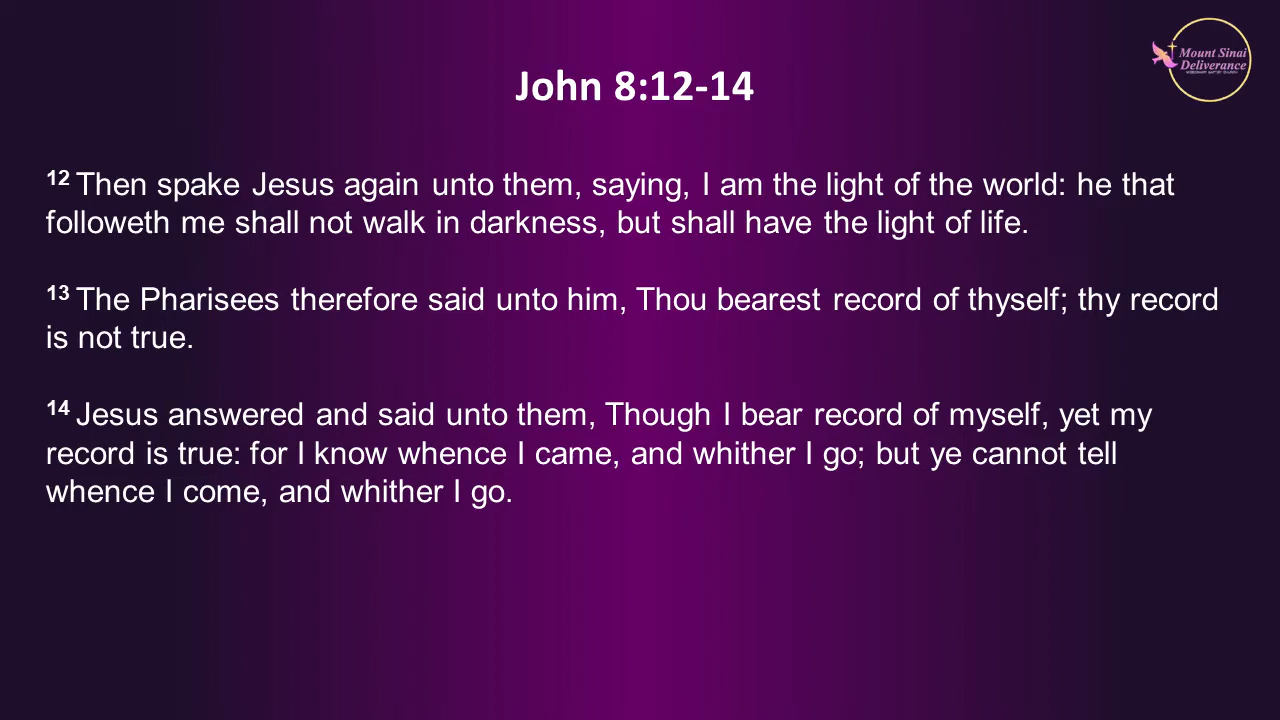 Mount Sinai
Deliverance
MISSIONARY BAPTIST CHURCH
John 8:12-14
12 Then spake Jesus again unto them, saying, I am the light of the world: he that
followeth me shall not walk in darkness, but shall have the light of life.
13 The Pharisees therefore said unto him, Thou bearest record of thyself; thy record
is not true.
14 Jesus answered and said unto them, Though I bear record of myself, yet my
record is true: for I know whence I came, and whither I go; but ye cannot tell
whence I come, and whither I go.